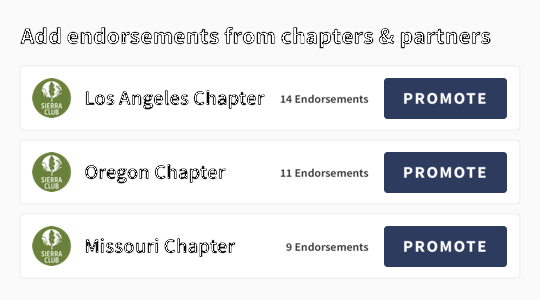 Add endorsements from chapters & partners
SIERRA
CLUB
Los Angeles Chapter
14 Endorsements
PROMOTE
SIERRA
CLUB
Oregon Chapter
11 Endorsements
PROMOTE
SIERRA
CLUB
Missouri Chapter
9 Endorsements
PROMOTE